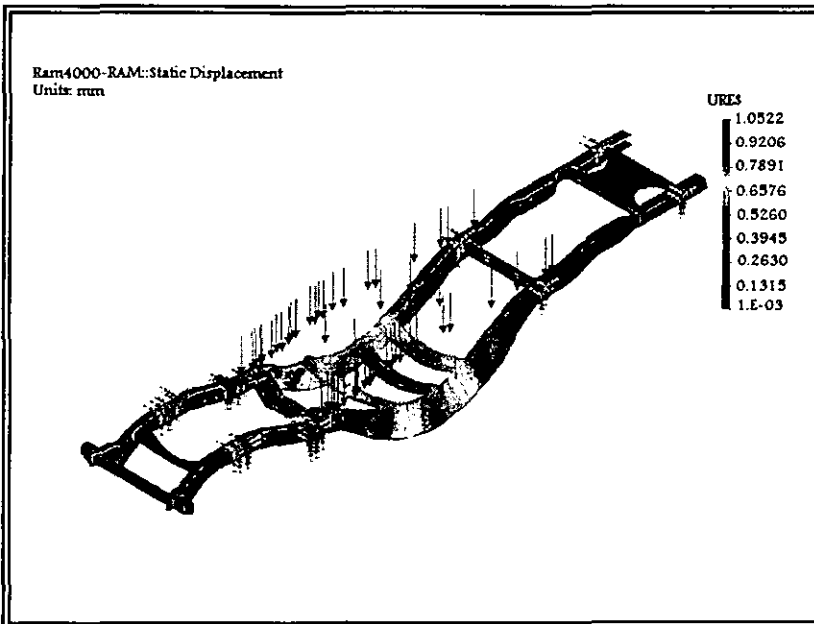 Ram4000-RAM::Static Displacement
Units: mm
URES
1.0522
0.9206
0.7891
0.6576
0.5260
0.3945
0.2630
0.1315
1.E-03